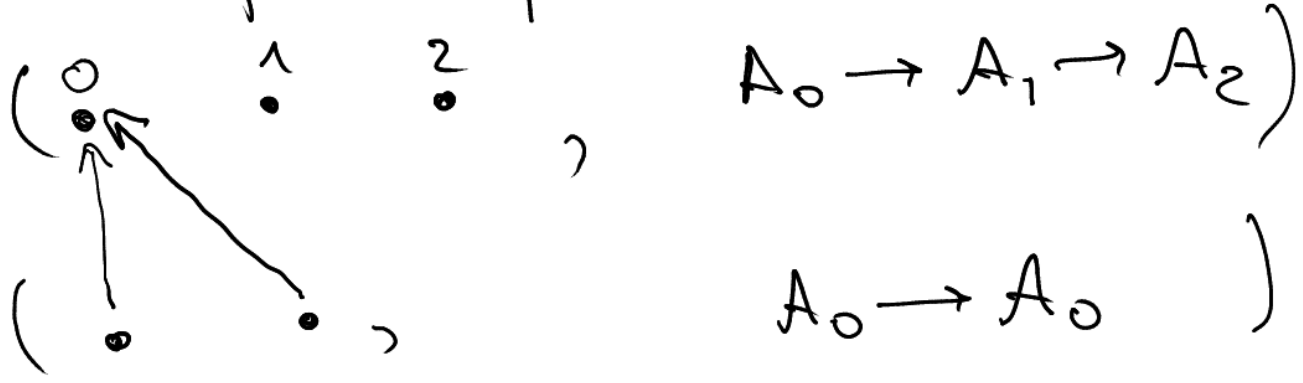 ( 0 1 2 , A₀ → A₁ → A₂ )
( , A₀ → A₀ )